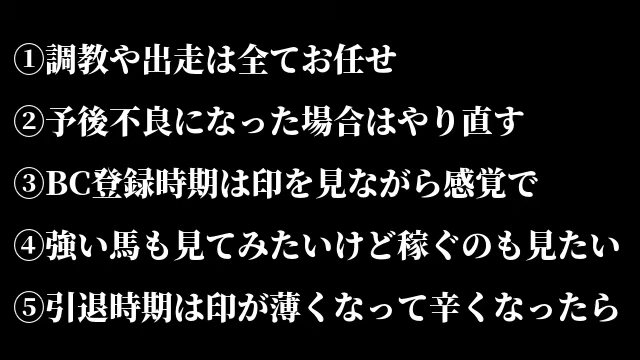 ①調教や出走は全てお任せ
②予後不良になった場合はやり直す
③BC登録時期は印を見ながら感覚で
④強い馬も見てみたいけど稼ぐのも見たい
⑤引退時期は印が薄くなって辛くなったら